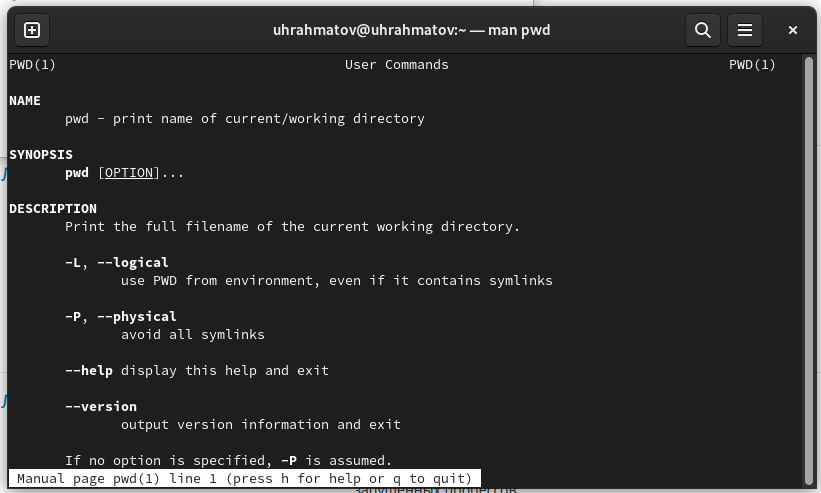 uhrahmatov@uhrahmatov:~ — man pwd
PWD(1) User Commands PWD(1)
NAME
pwd - print name of current/working directory
SYNOPSIS
pwd [OPTION]...
DESCRIPTION
Print the full filename of the current working directory.
-L, --logical
use PWD from environment, even if it contains symlinks
-P, --physical
avoid all symlinks
--help display this help and exit
--version
output version information and exit
If no option is specified, -P is assumed.
Manual page pwd(1) line 1 (press h for help or q to quit)